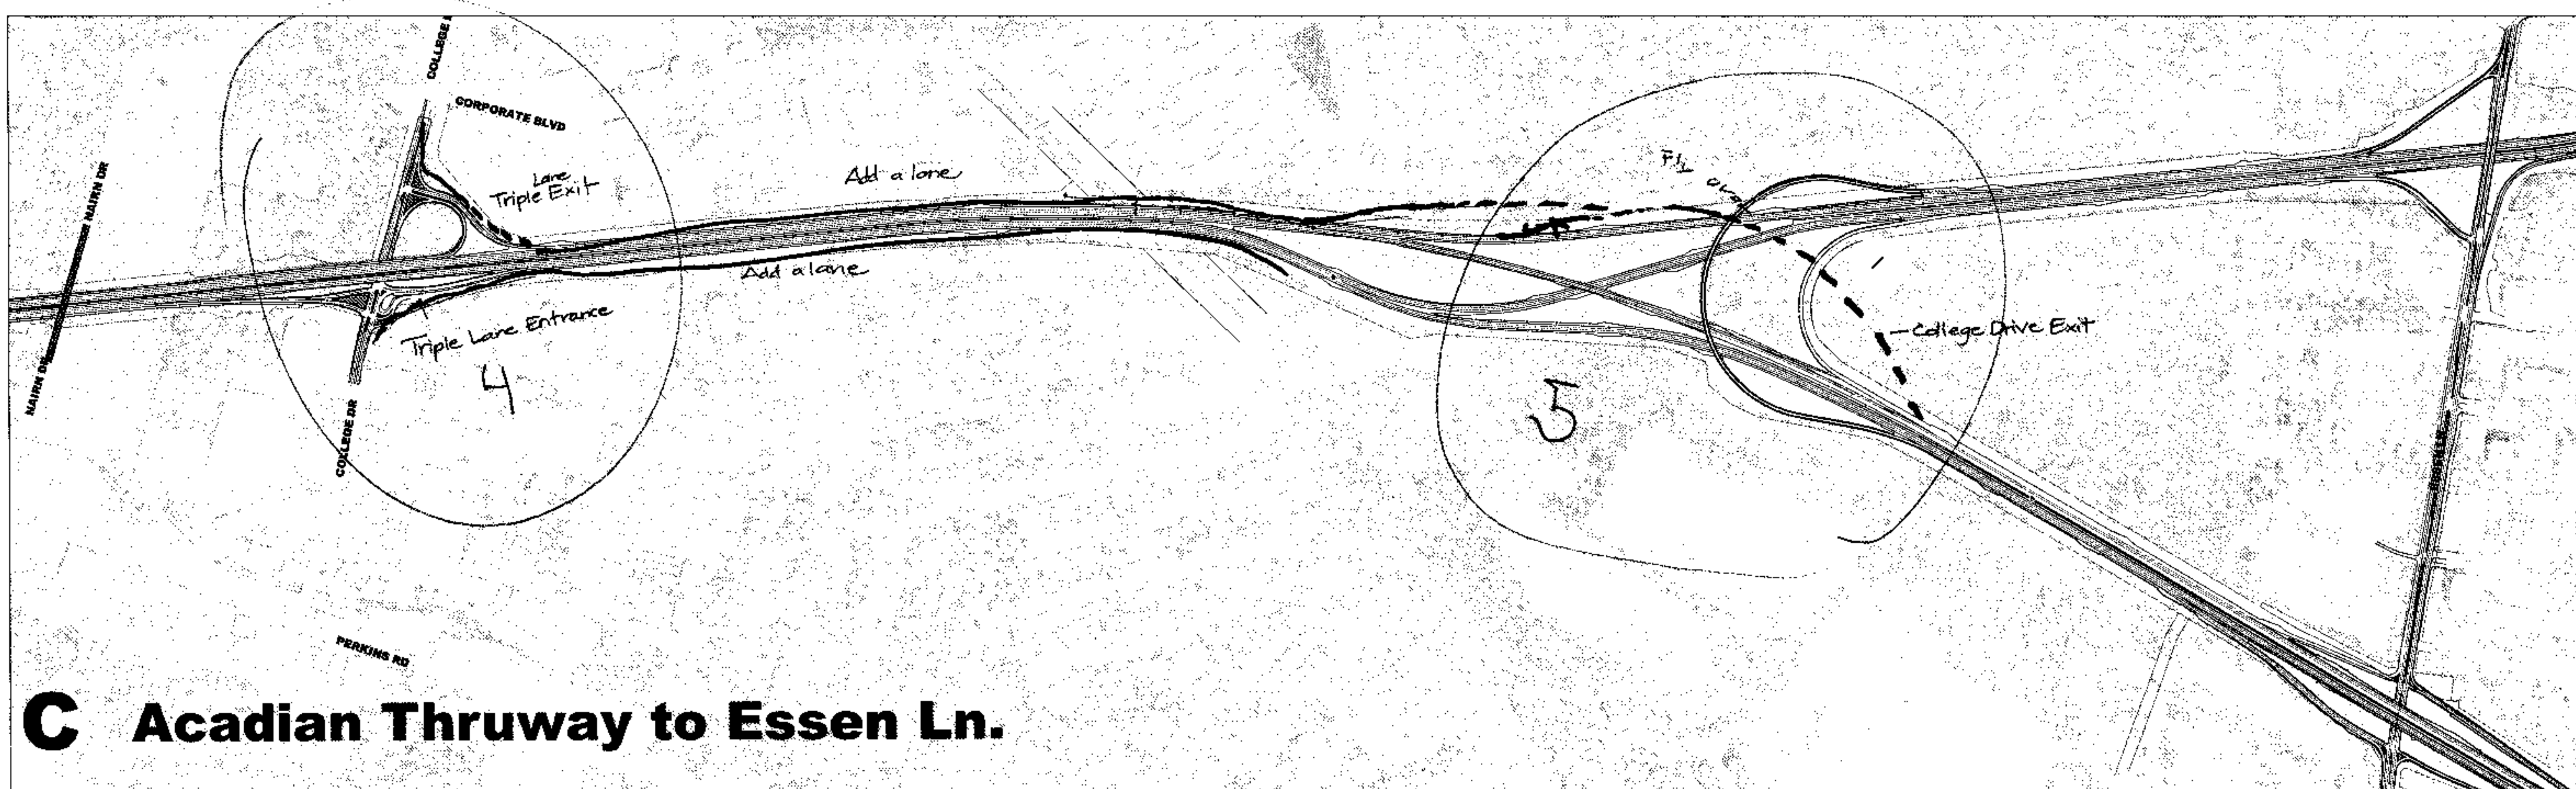 COLLEGE
CORPORATE BLVD
NAIRN DR
Lane
Triple Exit
Add a lane
Fly over
Add a lane
Triple Lane Entrance
College Drive Exit
NAIRN DR
4
5
COLLEGE DR
PERKINS RD
C Acadian Thruway to Essen Ln.